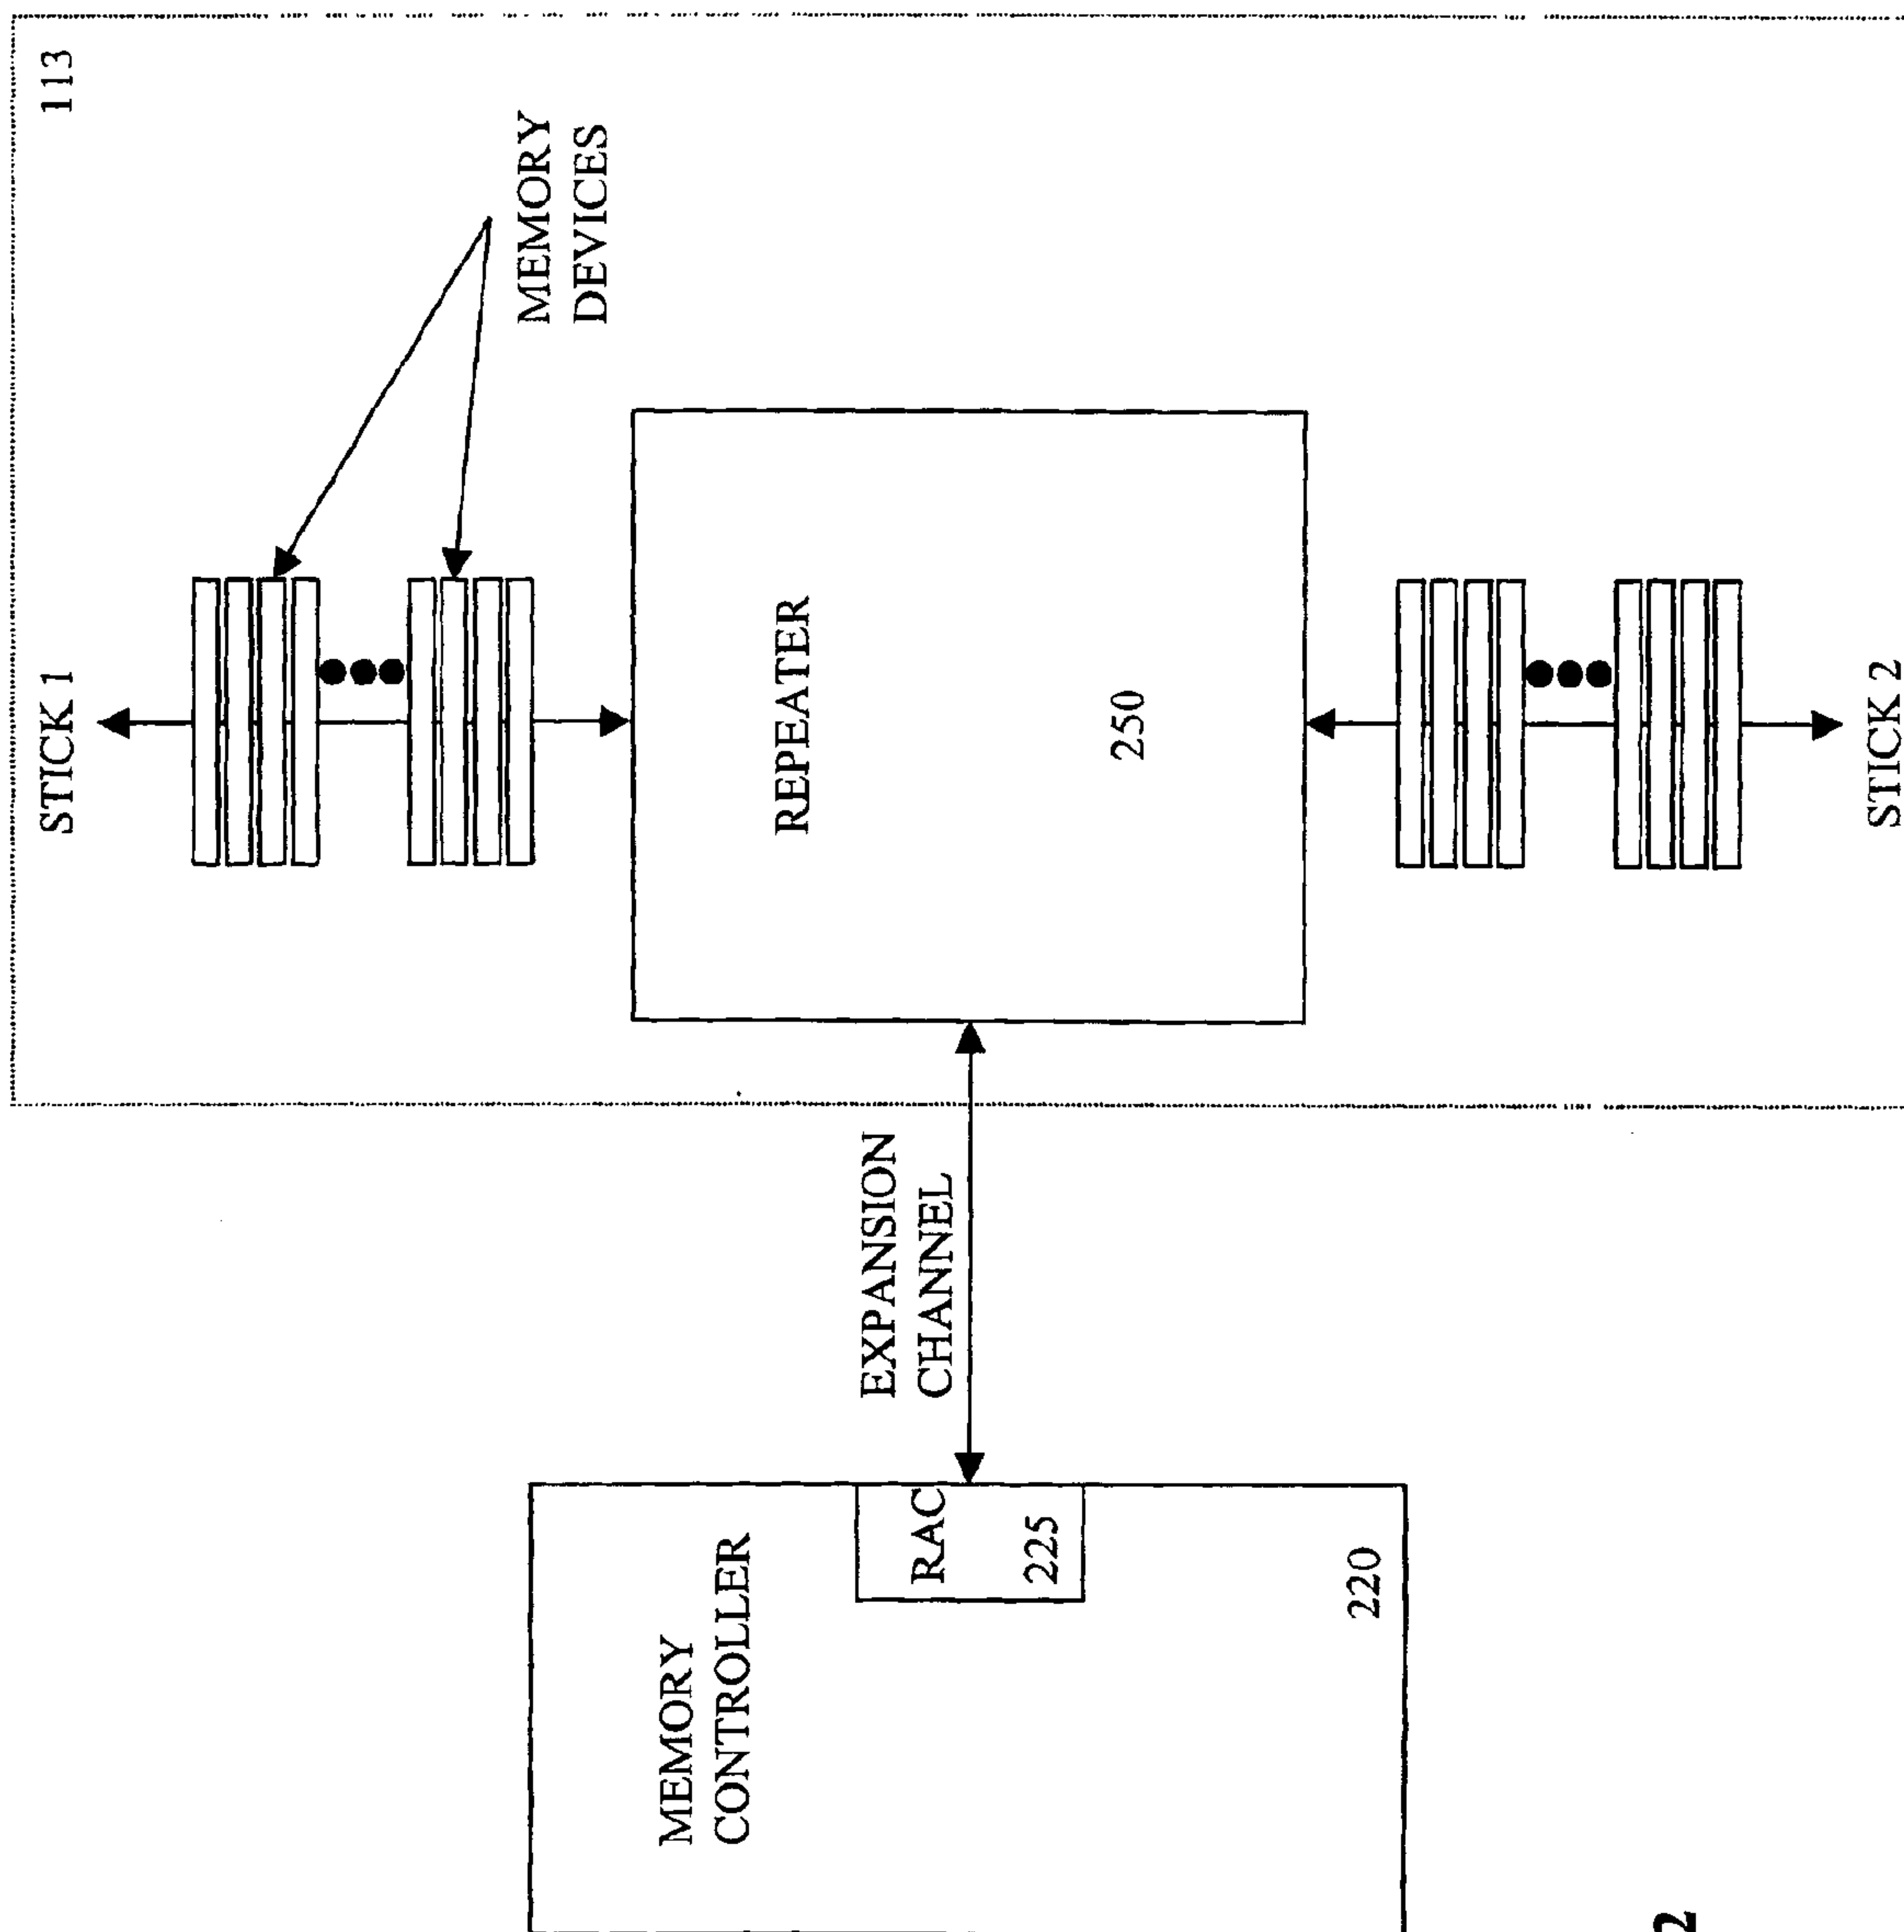 113
STICK 1
MEMORY
DEVICES
REPEATER
250
STICK 2
EXPANSION
CHANNEL
MEMORY
CONTROLLER
RAC
225
220
2